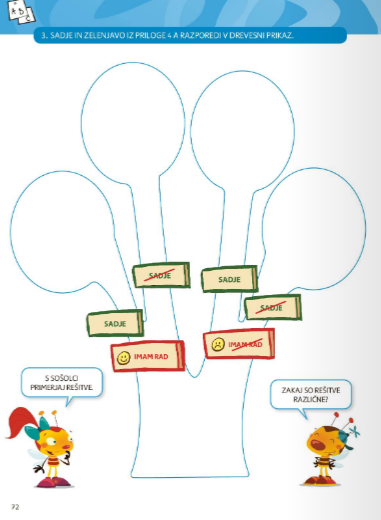 3. SADJE IN ZELENJAVO IZ PRILOGE 4 A RAZPOREDI V DREVESNI PRIKAZ.
SADJE
SADJE
SADJE
SADJE
IMAM RAD
IMAM RAD
S SOŠOLCI
PRIMERJAJ REŠITVE.
ZAKAJ SO REŠITVE
RAZLIČNE?
72